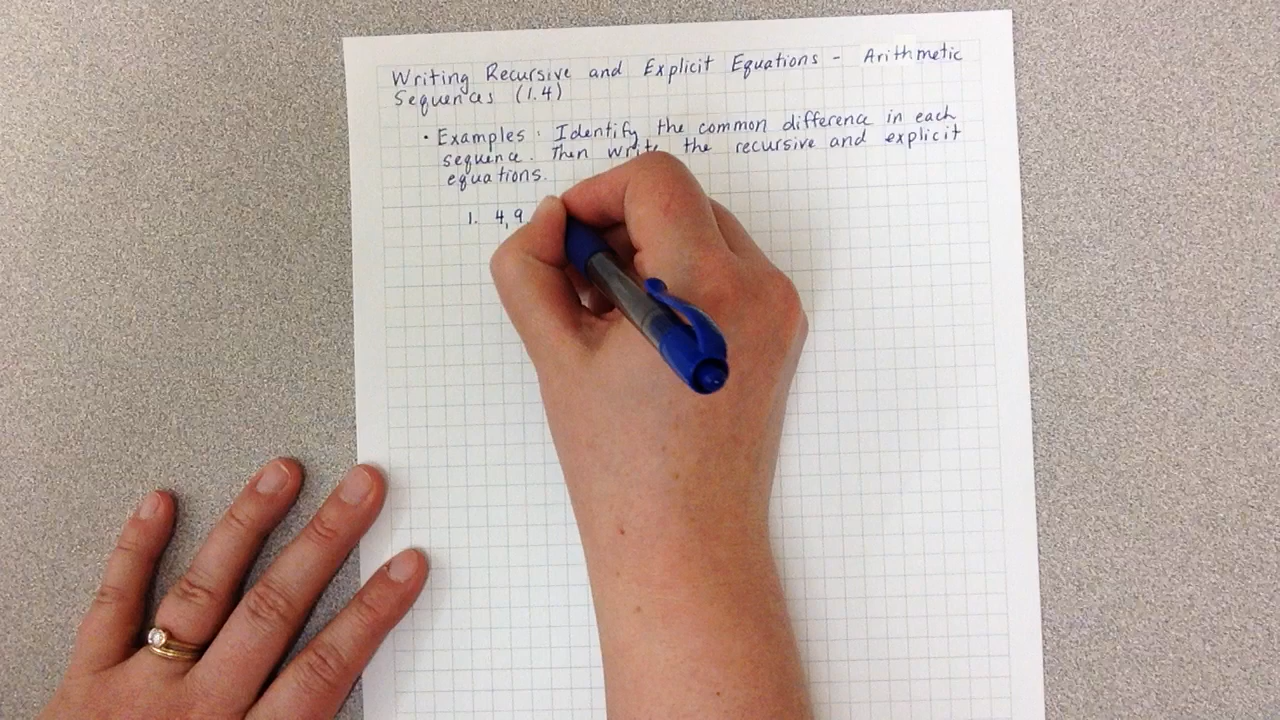 Writing Recursive and Explicit Equations - Arithmetic
Sequences (1.4)
• Examples: Identify the common difference in each
sequence. Then write the recursive and explicit
equations.
1. 4, 9